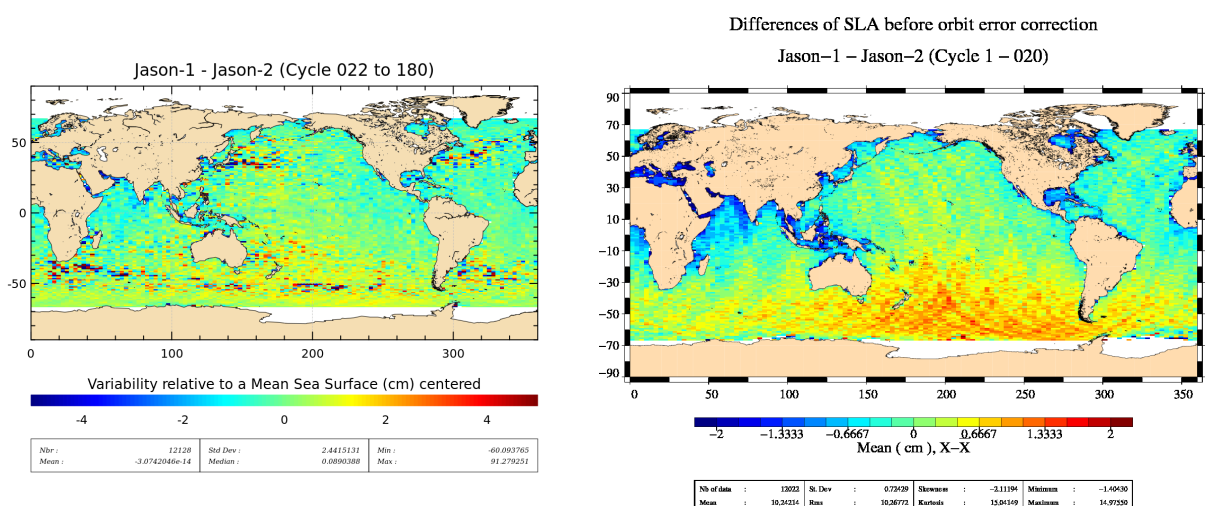 Jason-1 - Jason-2 (Cycle 022 to 180)
50
0
-50
0
100
200
300
Variability relative to a Mean Sea Surface (cm) centered
-4
-2
0
2
4
Nbr : 12128
Mean : -3.0742046e-14
Std Dev : 2.4415131
Median : 0.0890388
Min : -60.093765
Max : 91.279251
Differences of SLA before orbit error correction
Jason−1 − Jason−2 (Cycle 1 − 020)
90
70
50
30
10
−10
−30
−50
−70
−90
0
50
100
150
200
250
300
350
−2
−1.3333
−0.6667
0
0.6667
1.3333
2
Mean ( cm ), X−X
Nb of data : 12022
Mean 10.24214
St. Dev : 0.72429
Rms 10.26772
Skewness : −2.11194
Kurtosis : 15.04149
Minimum : −1.40430
Maximum : 14.97550